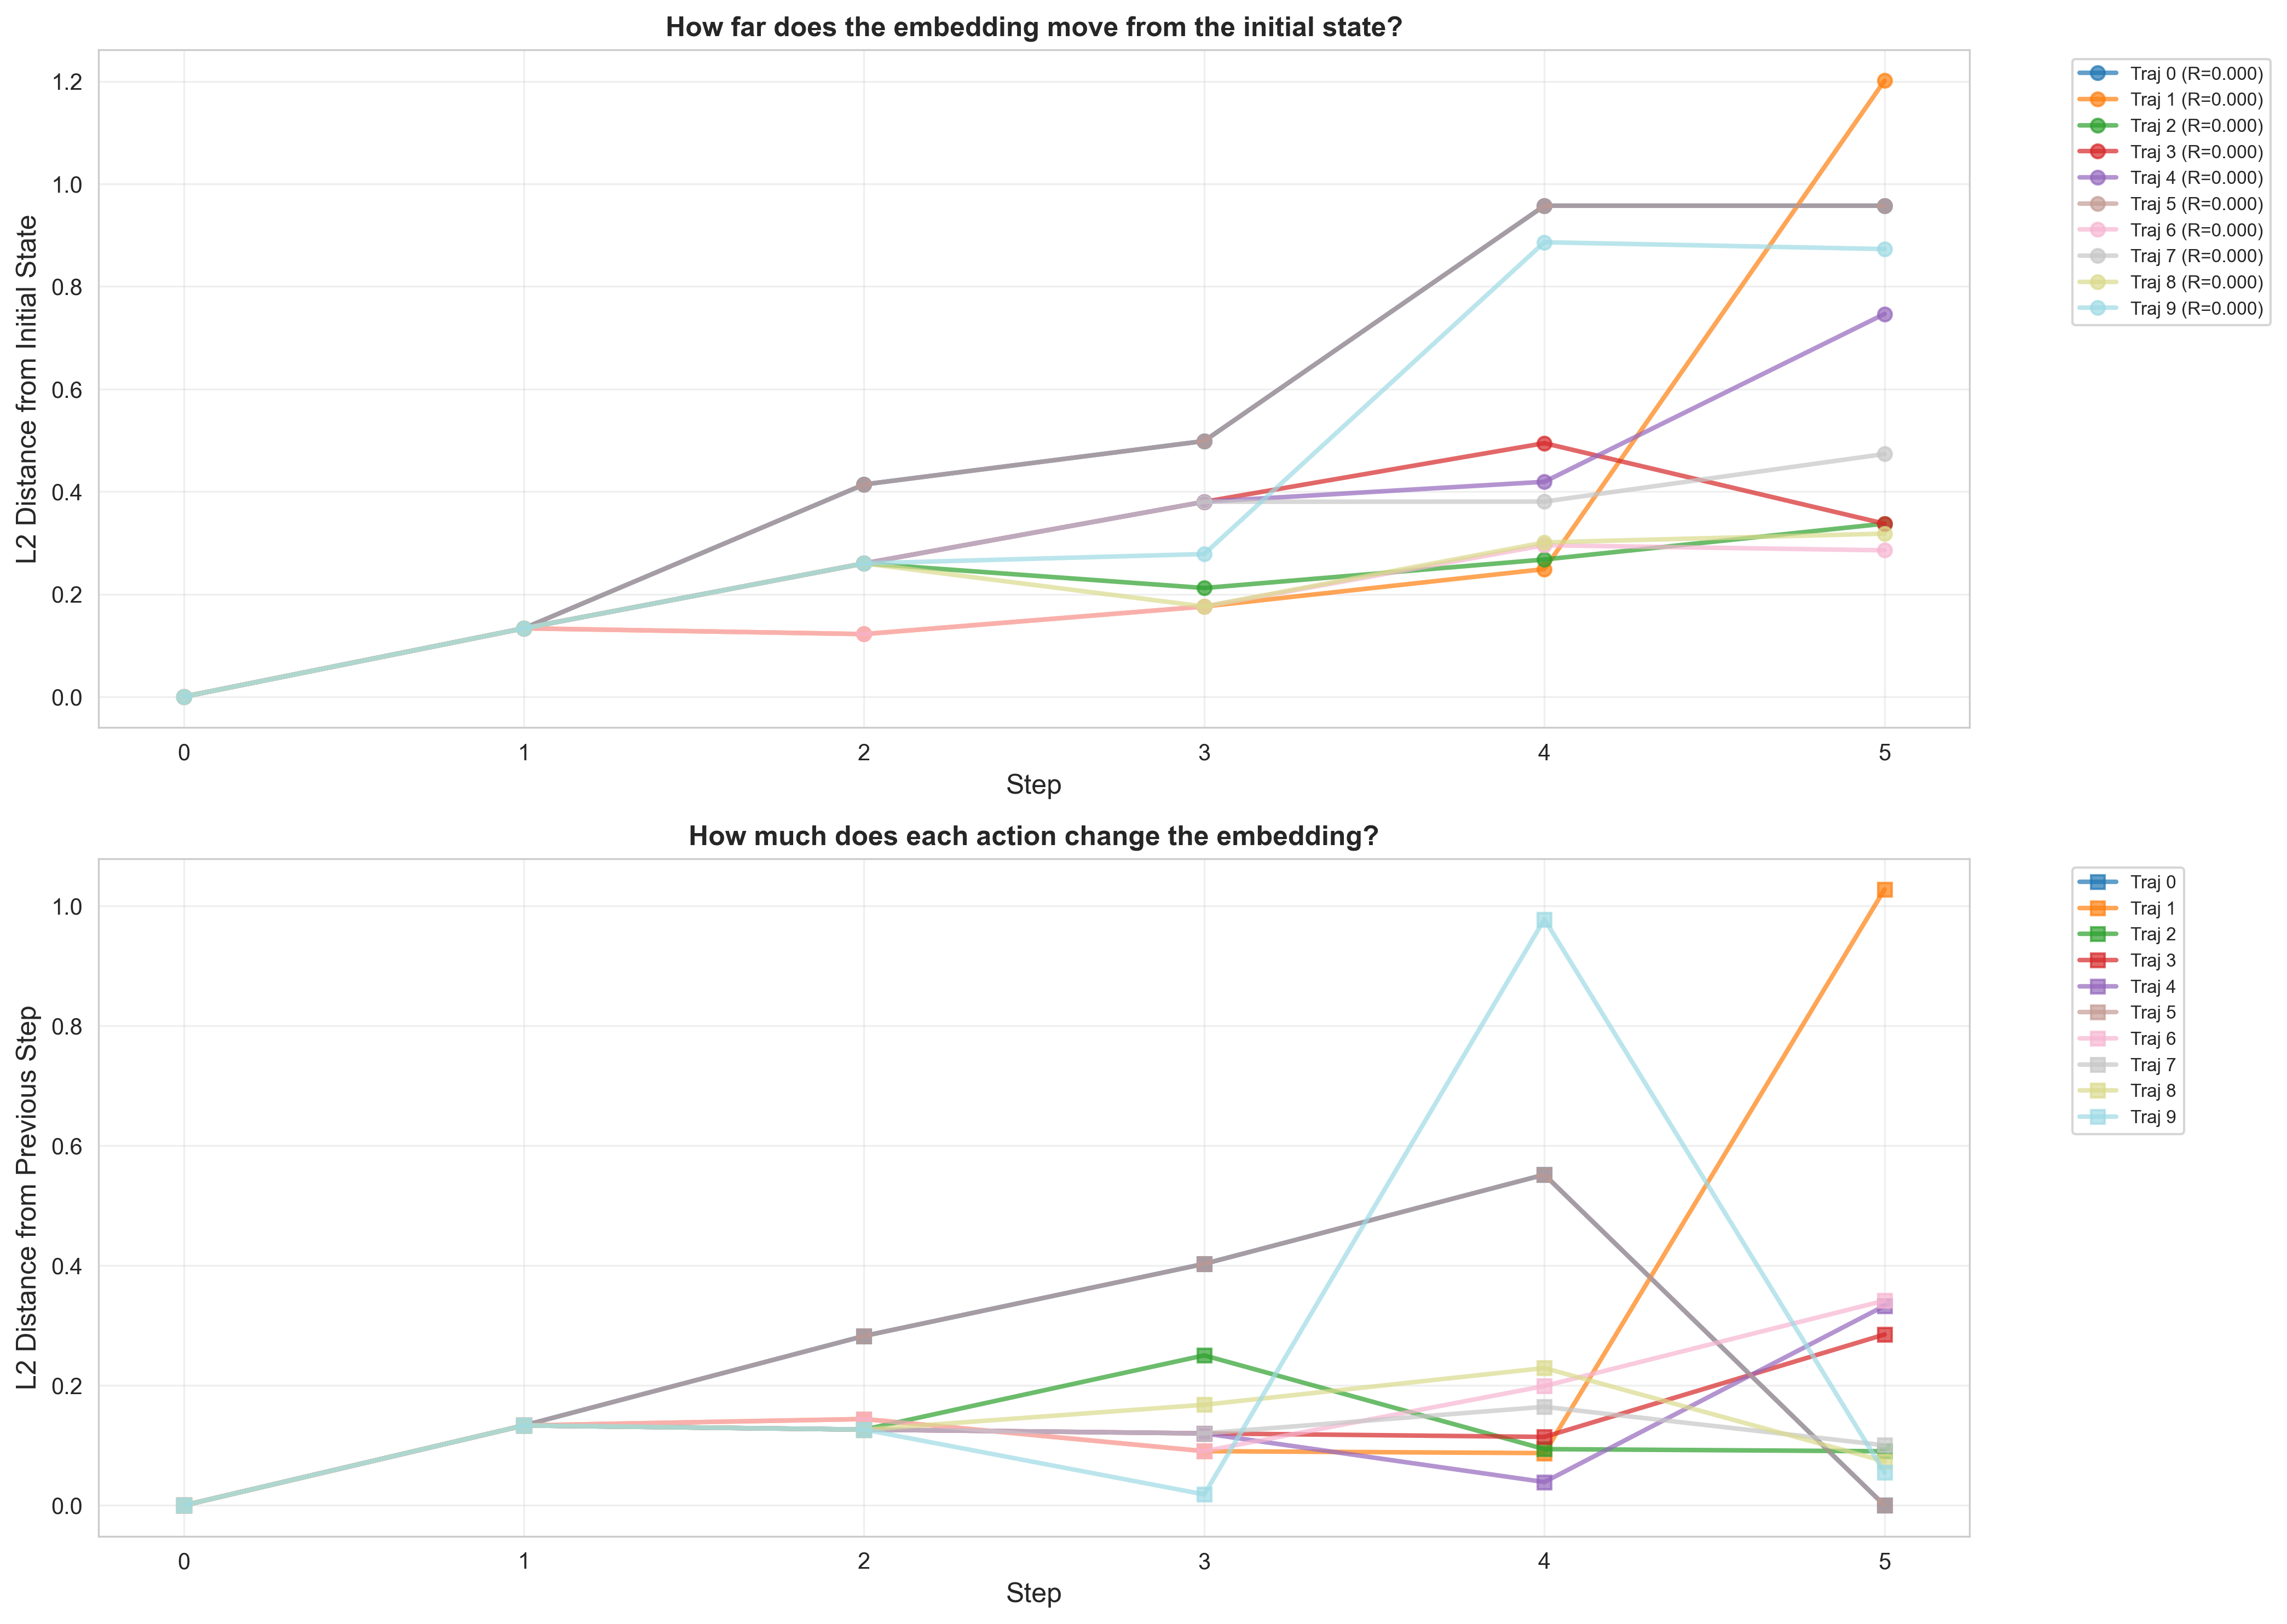 How far does the embedding move from the initial state?
L2 Distance from Initial State
1.2
1.0
0.8
0.6
0.4
0.2
0.0
0 1 2 3 4 5
Step
Traj 0 (R=0.000)
Traj 1 (R=0.000)
Traj 2 (R=0.000)
Traj 3 (R=0.000)
Traj 4 (R=0.000)
Traj 5 (R=0.000)
Traj 6 (R=0.000)
Traj 7 (R=0.000)
Traj 8 (R=0.000)
Traj 9 (R=0.000)
How much does each action change the embedding?
L2 Distance from Previous Step
1.0
0.8
0.6
0.4
0.2
0.0
0 1 2 3 4 5
Step
Traj 0
Traj 1
Traj 2
Traj 3
Traj 4
Traj 5
Traj 6
Traj 7
Traj 8
Traj 9